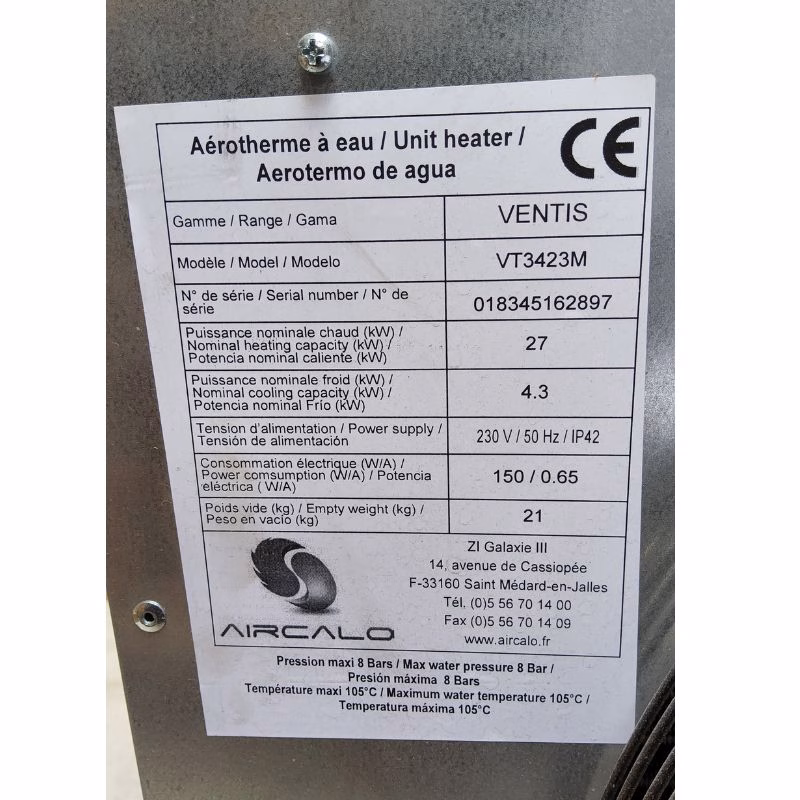 Aérotherme à eau / Unit heater /
Aerotermo de agua
CE
Gamme / Range / Gama
VENTIS
Modèle / Model / Modelo
VT3423M
N° de série / Serial number / N° de
série
018345162897
Puissance nominale chaud (kW) /
Nominal heating capacity (kW) /
Potencia nominal caliente (kW)
27
Puissance nominale froid (kW) /
Nominal cooling capacity (kW) /
Potencia nominal Frío (kW)
4.3
Tension d'alimentation / Power supply /
Tensión de alimentación
230 V / 50 Hz / IP42
Consommation électrique (W/A) /
Power comsumption (W/A) / Potencia
eléctrica ( W/A)
150 / 0.65
Poids vide (kg) / Empty weight (kg) /
Peso en vacío (kg)
21
AIRCALO
ZI Galaxie III
14, avenue de Cassiopée
F-33160 Saint Médard-en-Jalles
Tél. (0)5 56 70 14 00
Fax (0)5 56 70 14 09
www.aircalo.fr
Pression maxi 8 Bars / Max water pressure 8 Bar /
Presión máxima 8 Bars
Température maxi 105°C / Maximum water temperature 105°C /
Temperatura máxima 105°C